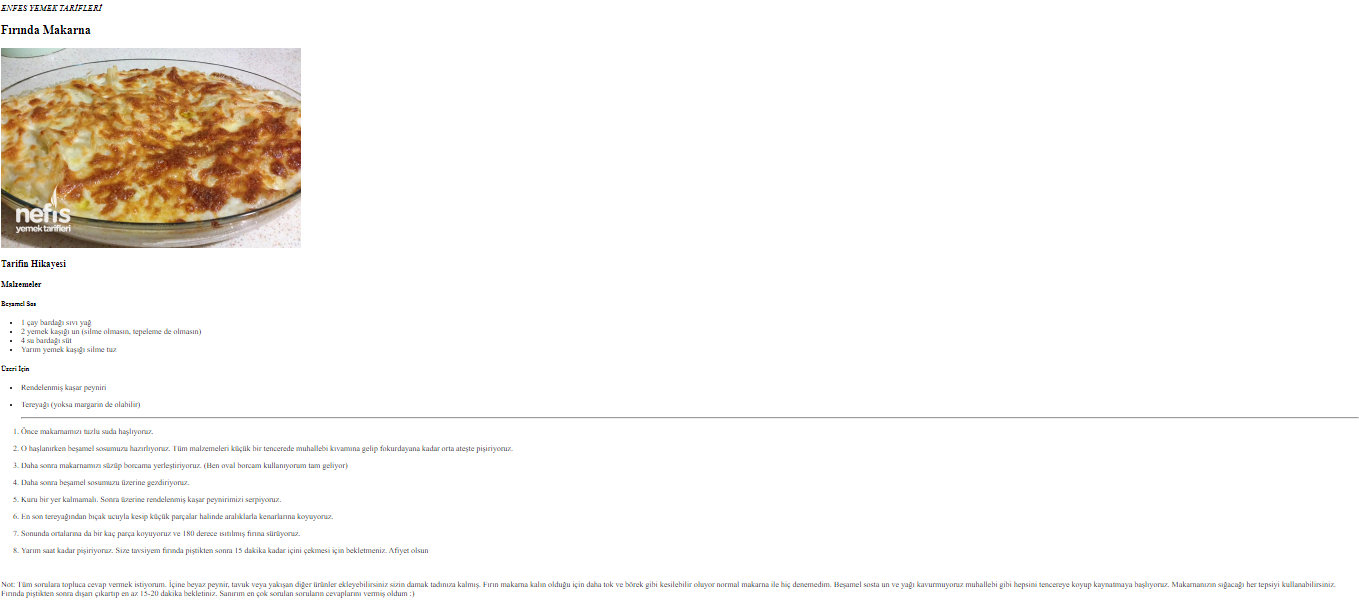 ENFES YEMEK TARİFLERİ
Fırında Makarna
nefis
yemek tarifleri
Tarifin Hikayesi
Malzemeler
Beşamel Sos
• 1 çay bardağı sıvı yağ
• 2 yemek kaşığı un (silme olmasın, tepeleme de olmasın)
• 4 su bardağı süt
• Yarım yemek kaşığı silme tuz
Üzeri İçin
• Rendelenmiş kaşar peyniri
• Tereyağı (yoksa margarin de olabilir)
1. Önce makarnamızı tuzlu suda haşlıyoruz.
2. O haşlanırken beşamel sosumuzu hazırlıyoruz. Tüm malzemeleri küçük bir tencerede muhallebi kıvamına gelip fokurdayana kadar orta ateşte pişiriyoruz.
3. Daha sonra makarnamızı süzüp borcama yerleştiriyoruz. (Ben oval borcam kullanıyorum tam geliyor)
4. Daha sonra beşamel sosumuzu üzerine gezdiriyoruz.
5. Kuru bir yer kalmamalı. Sonra üzerine rendelenmiş kaşar peynirimizi serpiyoruz.
6. En son tereyağından bıçak ucuyla kesip küçük parçalar halinde aralıklarla kenarlarına koyuyoruz.
7. Sonunda ortalarına da bir kaç parça koyuyoruz ve 180 derece ısıtılmış fırına sürüyoruz.
8. Yarım saat kadar pişiriyoruz. Size tavsiyem fırında piştikten sonra 15 dakika kadar içini çekmesi için bekletmeniz. Afiyet olsun
Not: Tüm sorulara topluca cevap vermek istiyorum. İçine beyaz peynir, tavuk veya yakışan diğer ürünler ekleyebilirsiniz sizin damak tadınıza kalmış. Fırın makarna kalın olduğu için daha tok ve börek gibi kesilebilir oluyor normal makarna ile hiç denemedim. Beşamel sosta un ve yağı kavurmuyoruz muhallebi gibi hepsini tencereye koyup kaynatmaya başlıyoruz. Makarnanızın sığacağı her tepsiyi kullanabilirsiniz.
Fırında piştikten sonra dışarı çıkartıp en az 15-20 dakika bekletiniz. Sanırım en çok sorulan soruların cevaplarını vermiş oldum :)